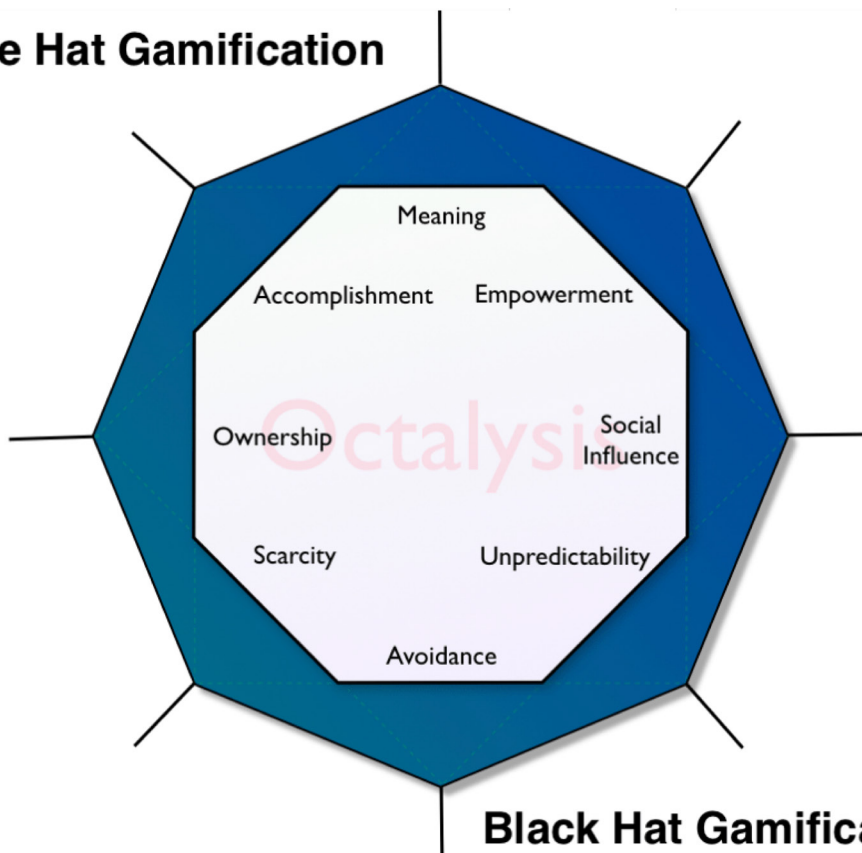 e Hat Gamification
Meaning
Accomplishment Empowerment
Octalysis
Ownership
Social
Influence
Scarcity
Unpredictability
Avoidance
Black Hat Gamifica